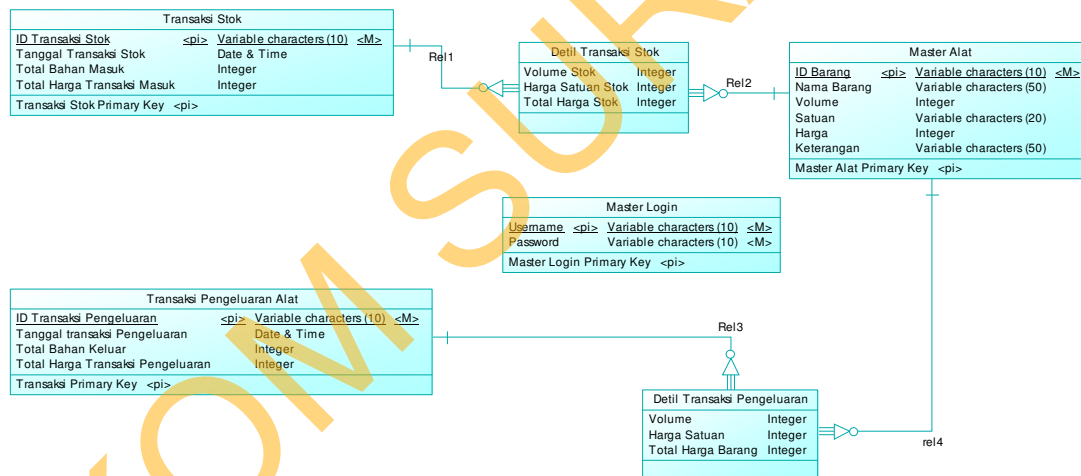 Transaksi Stok
ID Transaksi Stok <pi> Variable characters (10) <M>
Tanggal Transaksi Stok Date & Time
Total Bahan Masuk Integer
Total Harga Transaksi Masuk Integer
Transaksi Stok Primary Key <pi>
Rel1
Detil Transaksi Stok
Volume Stok Integer
Harga Satuan Stok Integer
Total Harga Stok Integer
Rel2
Master Alat
ID Barang <pi> Variable characters (10) <M>
Nama Barang Variable characters (50)
Volume Integer
Satuan Variable characters (20)
Harga Integer
Keterangan Variable characters (50)
Master Alat Primary Key <pi>
Master Login
Username <pi> Variable characters (10) <M>
Password Variable characters (10) <M>
Master Login Primary Key <pi>
Transaksi Pengeluaran Alat
ID Transaksi Pengeluaran <pi> Variable characters (10) <M>
Tanggal transaksi Pengeluaran Date & Time
Total Bahan Keluar Integer
Total Harga Transaksi Pengeluaran Integer
Transaksi Primary Key <pi>
Rel3
Detil Transaksi Pengeluaran
Volume Integer
Harga Satuan Integer
Total Harga Barang Integer
rel4
OM SUR